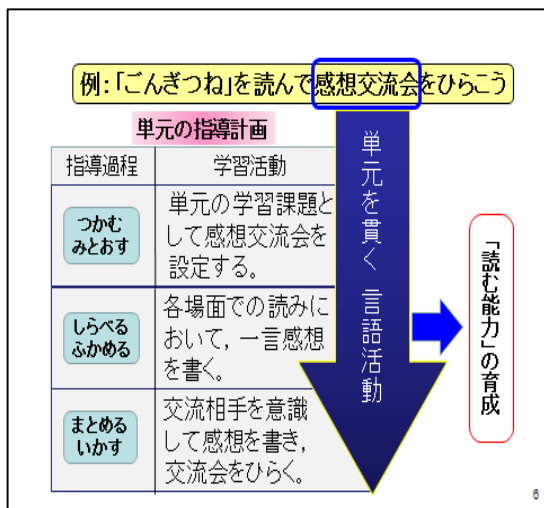 例：「ごんぎつね」を読んで感想交流会をひらこう
単元の指導計画
指導過程
学習活動
つかむ
みとおす
単元の学習課題と
して感想交流会を
設定する。
しらべる
ふかめる
各場面での読みに
おいて，一言感想
を書く。
まとめる
いかす
交流相手を意識
して感想を書き，
交流会をひらく。
単元を貫く 言語活動
「読む能力」の育成
6